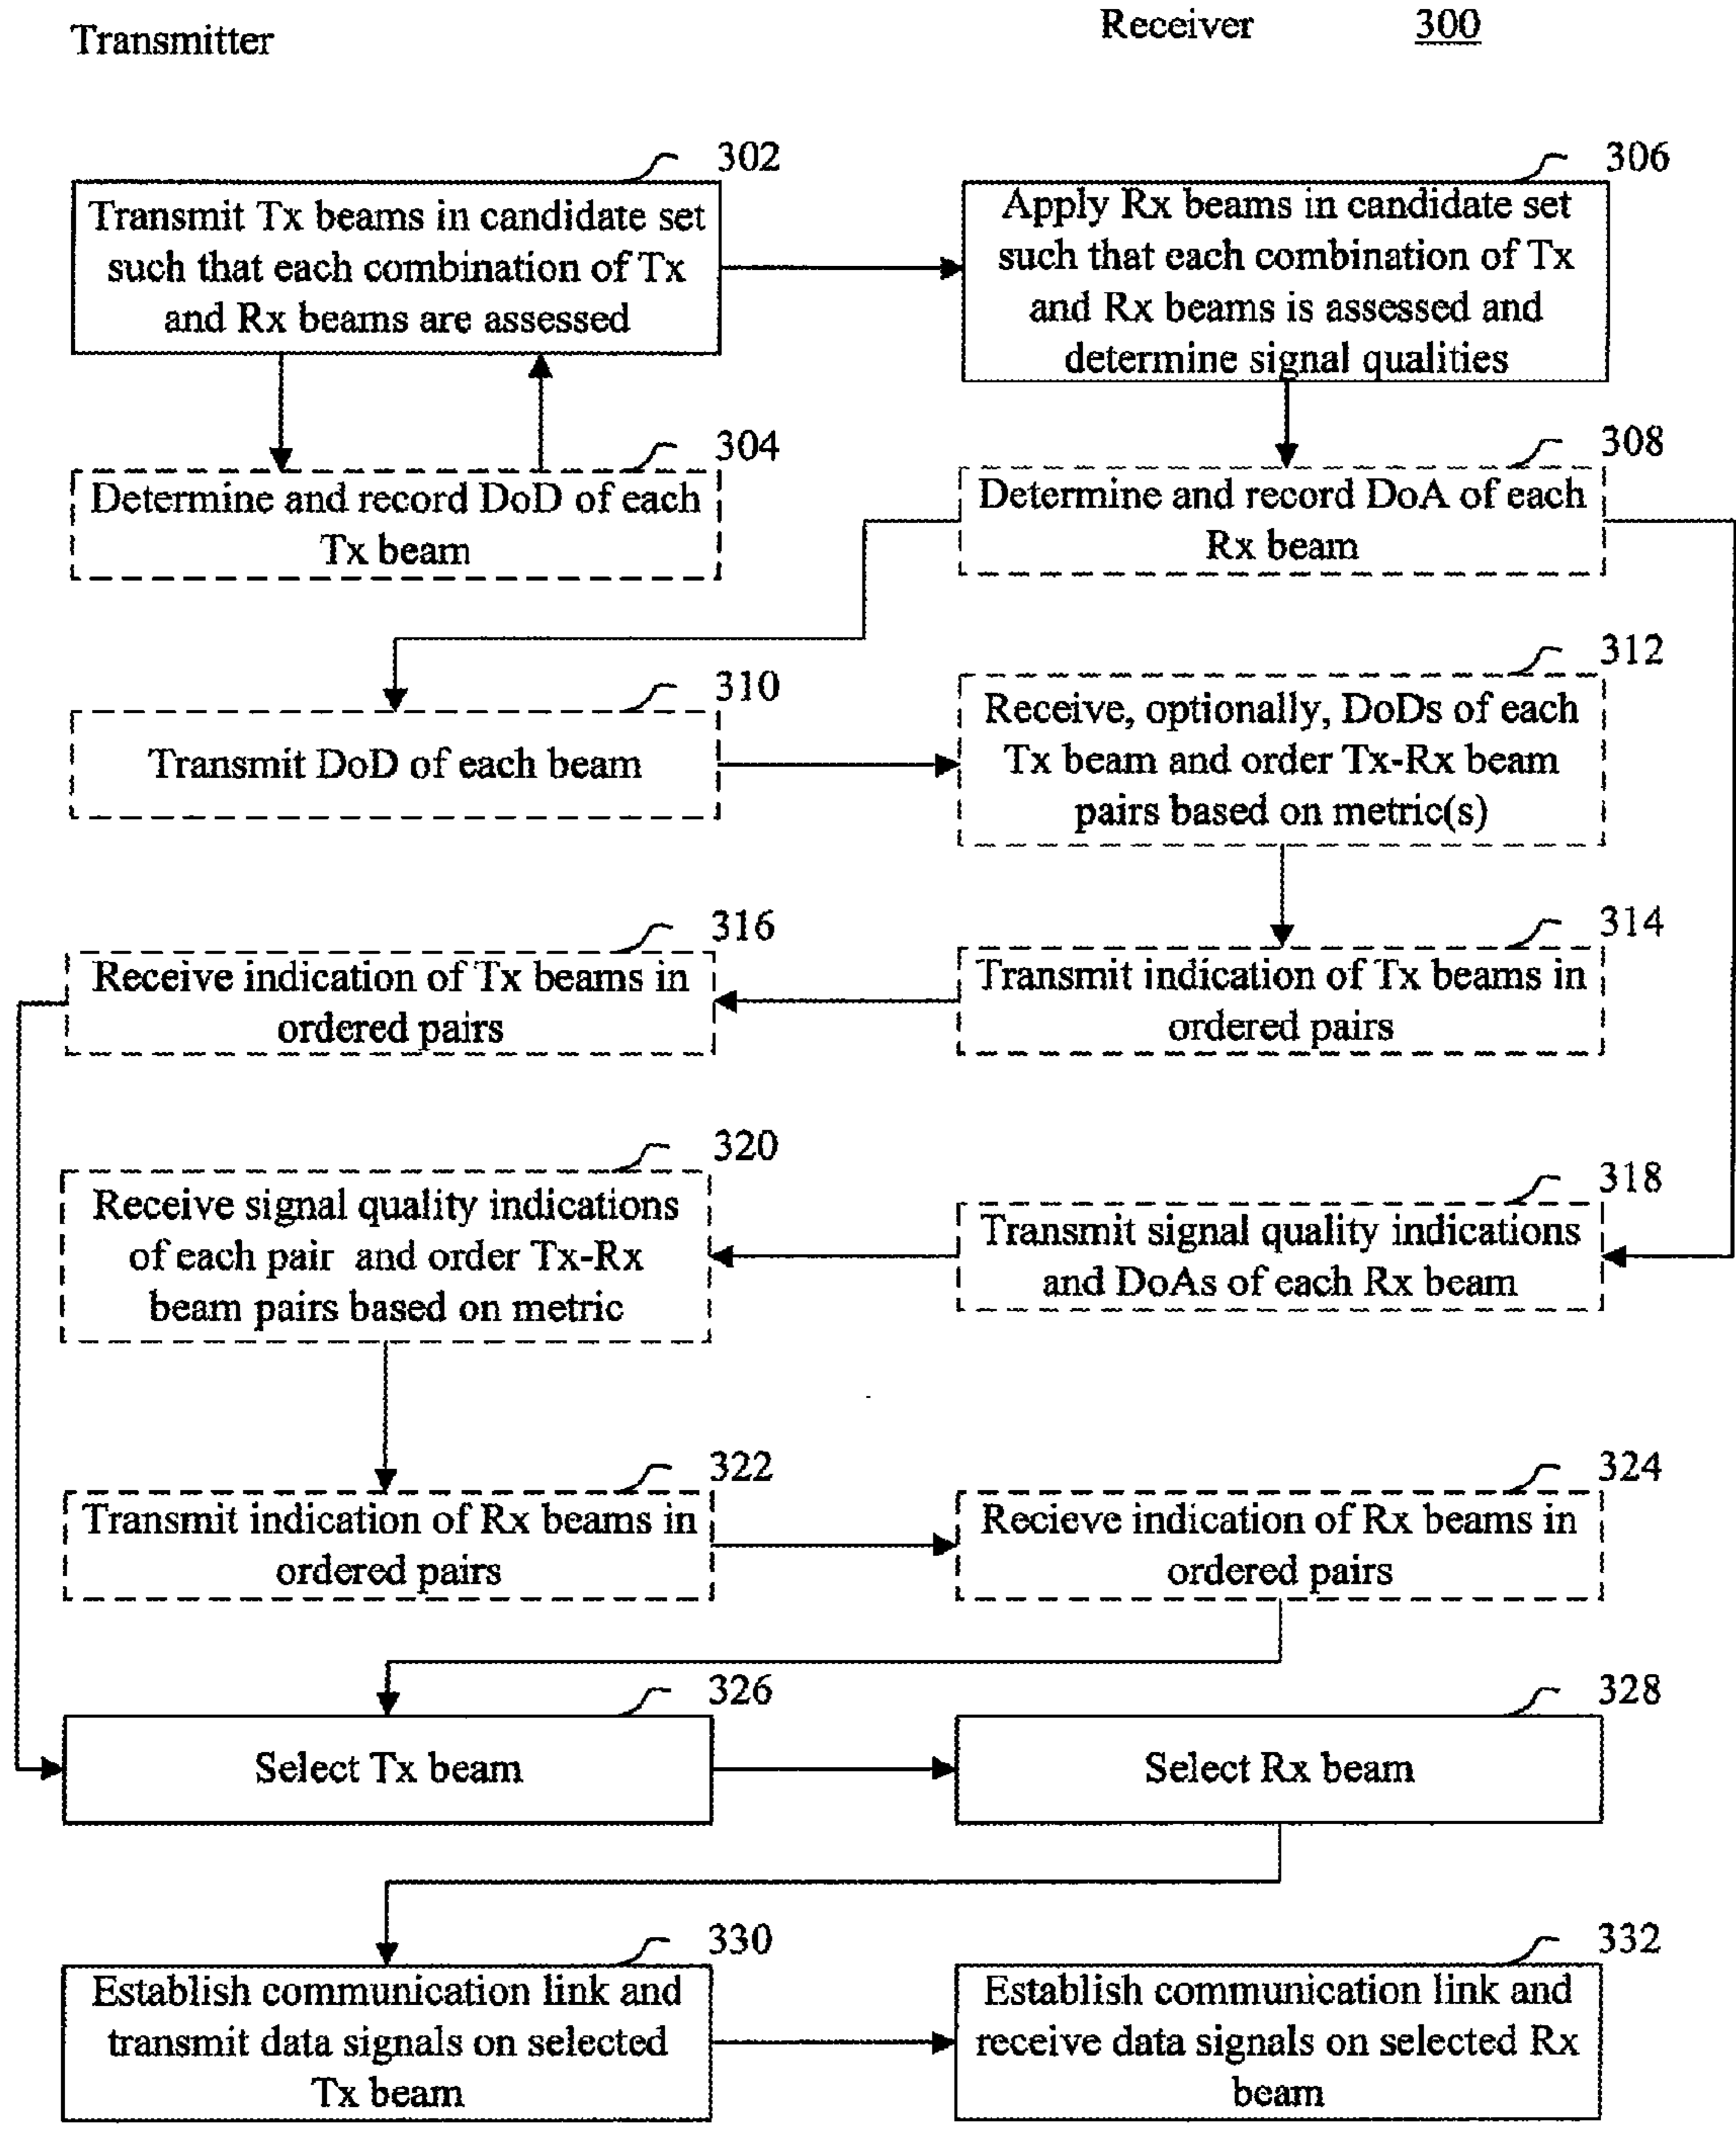 Transmitter
Receiver 300
302
Transmit Tx beams in candidate set
such that each combination of Tx
and Rx beams are assessed
306
Apply Rx beams in candidate set
such that each combination of Tx
and Rx beams is assessed and
determine signal qualities
304
Determine and record DoD of each
Tx beam
308
Determine and record DoA of each
Rx beam
310
Transmit DoD of each beam
312
Receive, optionally, DoDs of each
Tx beam and order Tx-Rx beam
pairs based on metric(s)
316
Receive indication of Tx beams in
ordered pairs
314
Transmit indication of Tx beams in
ordered pairs
320
Receive signal quality indications
of each pair and order Tx-Rx
beam pairs based on metric
318
Transmit signal quality indications
and DoAs of each Rx beam
322
Transmit indication of Rx beams in
ordered pairs
324
Recieve indication of Rx beams in
ordered pairs
326
Select Tx beam
328
Select Rx beam
330
Establish communication link and
transmit data signals on selected
Tx beam
332
Establish communication link and
receive data signals on selected Rx
beam